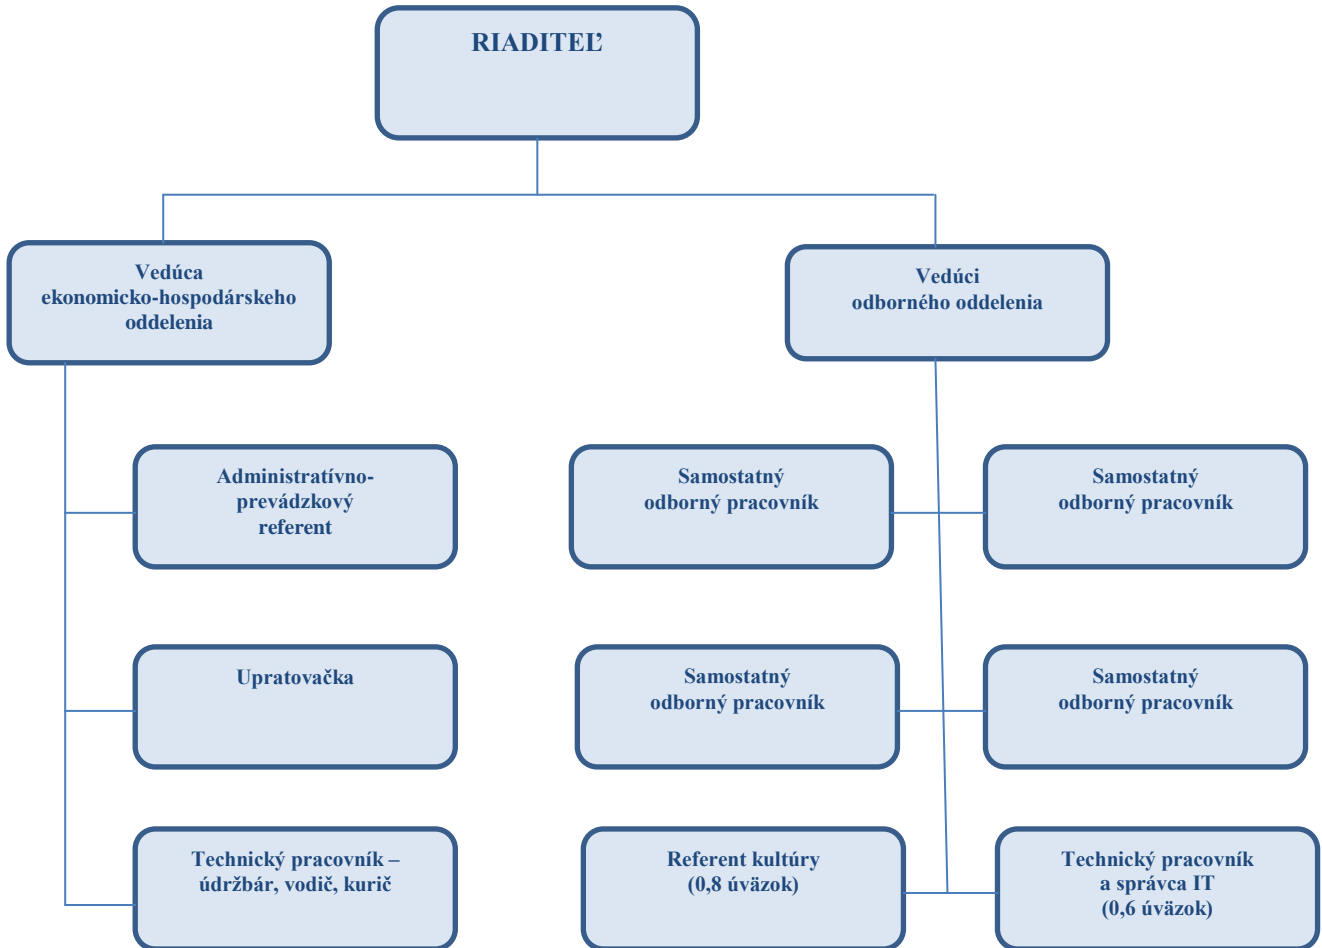 RIADITEĽ
Vedúca
ekonomicko-hospodárskeho
oddelenia
Vedúci
odborného oddelenia
Administratívno-
prevádzkový
referent
Samostatný
odborný pracovník
Samostatný
odborný pracovník
Upratovačka
Samostatný
odborný pracovník
Samostatný
odborný pracovník
Technický pracovník –
údržbár, vodič, kurič
Referent kultúry
(0,8 úväzok)
Technický pracovník
a správca IT
(0,6 úväzok)